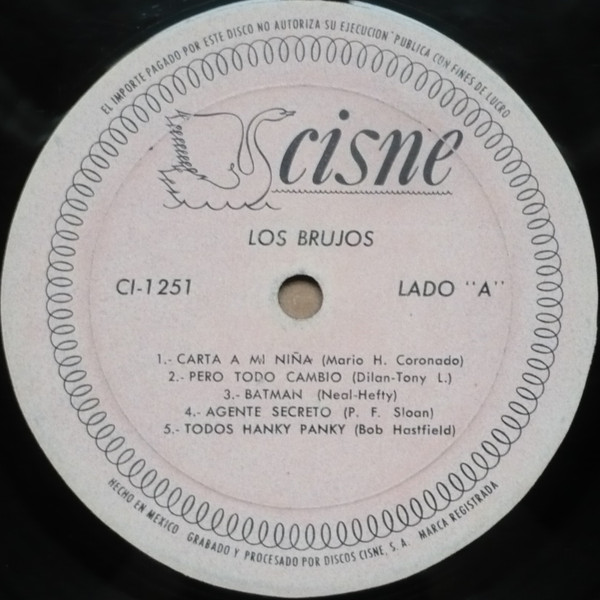 EL IMPORTE PAGADO POR ESTE DISCO NO AUTORIZA SU EJECUCION PUBLICA CON FINES DE LUCRO
cisne
LOS BRUJOS
CI-1251
LADO "A"
1.- CARTA A MI NIÑA (Mario H. Coronado)
2.- PERO TODO CAMBIO (Dilan-Tony L.)
3.- BATMAN (Neal-Hefty)
4.- AGENTE SECRETO (P. F. Sloan)
5.- TODOS HANKY PANKY (Bob Hastfield)
HECHO EN MEXICO GRABADO Y PROCESADO POR DISCOS CISNE, S. A. MARCA REGISTRADA